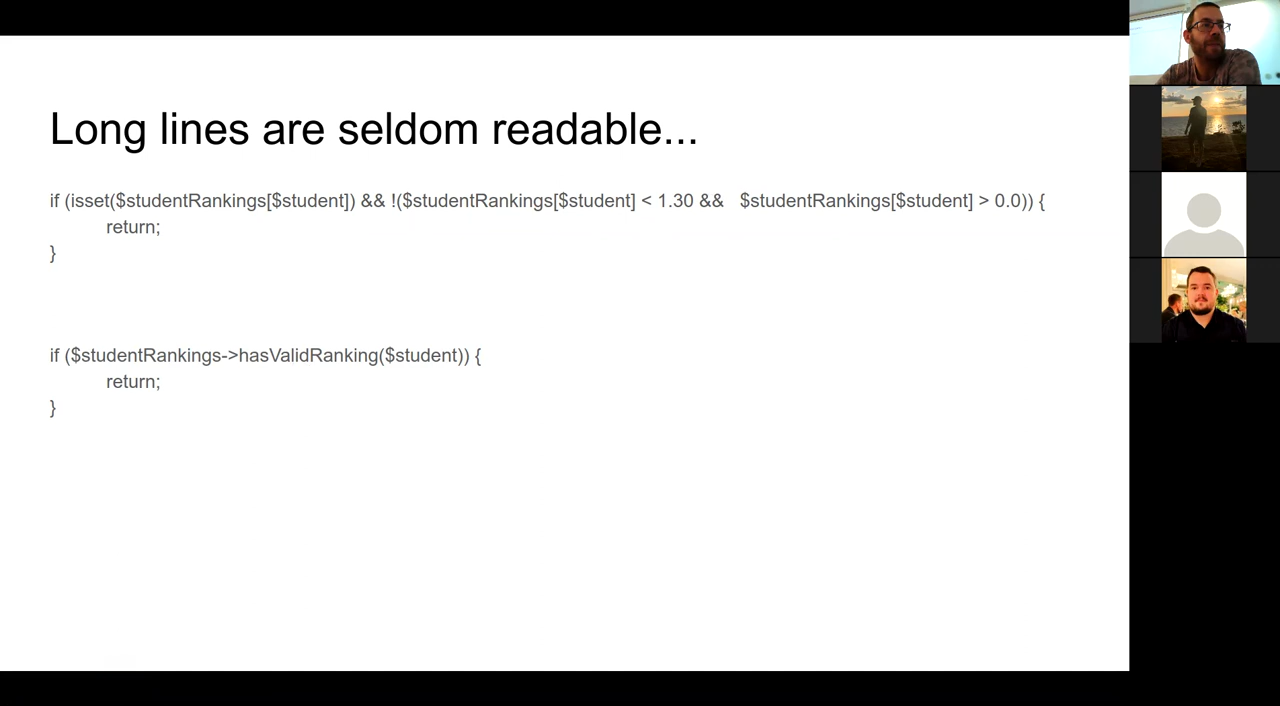 Long lines are seldom readable...
if (isset($studentRankings[$student]) && !($studentRankings[$student] < 1.30 &&   $studentRankings[$student] > 0.0)) {
return;
}
if ($studentRankings->hasValidRanking($student)) {
return;
}